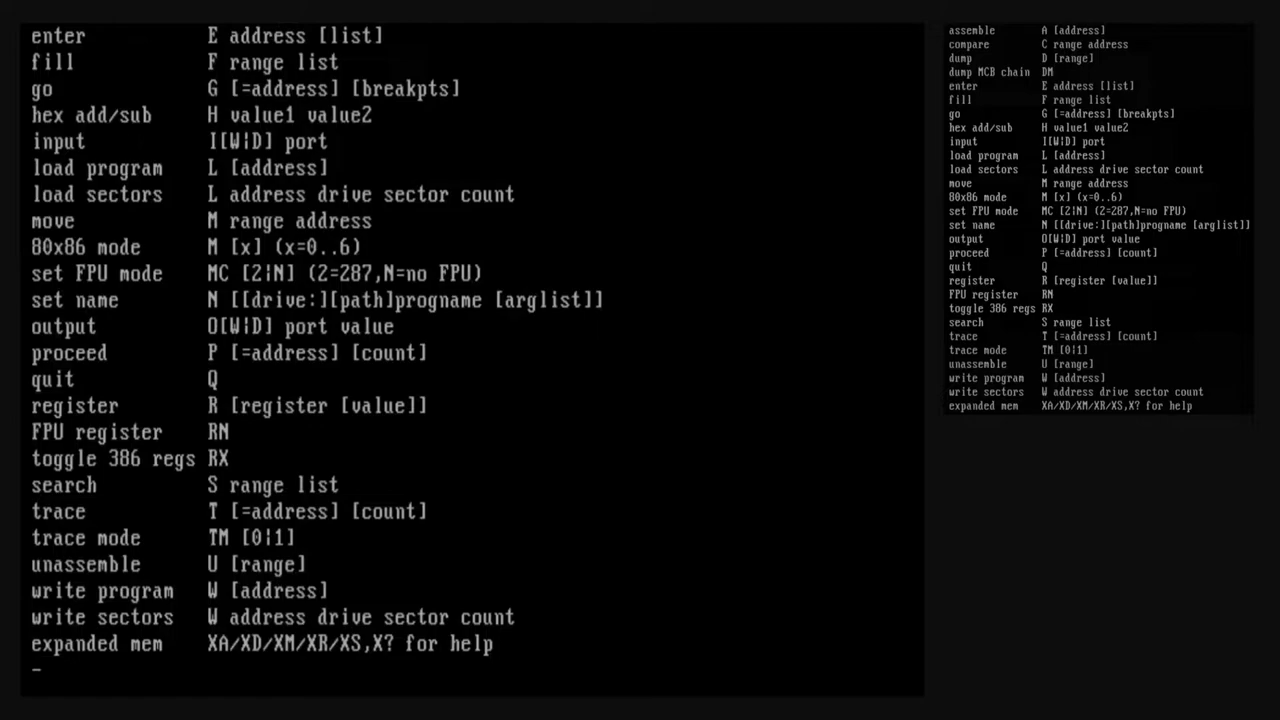 enter E address [list]
fill F range list
go G [=address] [breakpts]
hex add/sub H value1 value2
input I[W¦D] port
load program L [address]
load sectors L address drive sector count
move M range address
80x86 mode M [x] (x=0..6)
set FPU mode MC [2¦N] (2=287,N=no FPU)
set name N [[drive:][path]progname [arglist]]
output O[W¦D] port value
proceed P [=address] [count]
quit Q
register R [register [value]]
FPU register RN
toggle 386 regs RX
search S range list
trace T [=address] [count]
trace mode TM [0¦1]
unassemble U [range]
write program W [address]
write sectors W address drive sector count
expanded mem XA/XD/XM/XR/XS,X? for help
-
assemble A [address]
compare C range address
dump D [range]
dump MCB chain DM
enter E address [list]
fill F range list
go G [=address] [breakpts]
hex add/sub H value1 value2
input I[W¦D] port
load program L [address]
load sectors L address drive sector count
move M range address
80x86 mode M [x] (x=0..6)
set FPU mode MC [2¦N] (2=287,N=no FPU)
set name N [[drive:][path]progname [arglist]]
output O[W¦D] port value
proceed P [=address] [count]
quit Q
register R [register [value]]
FPU register RN
toggle 386 regs RX
search S range list
trace T [=address] [count]
trace mode TM [0¦1]
unassemble U [range]
write program W [address]
write sectors W address drive sector count
expanded mem XA/XD/XM/XR/XS,X? for help